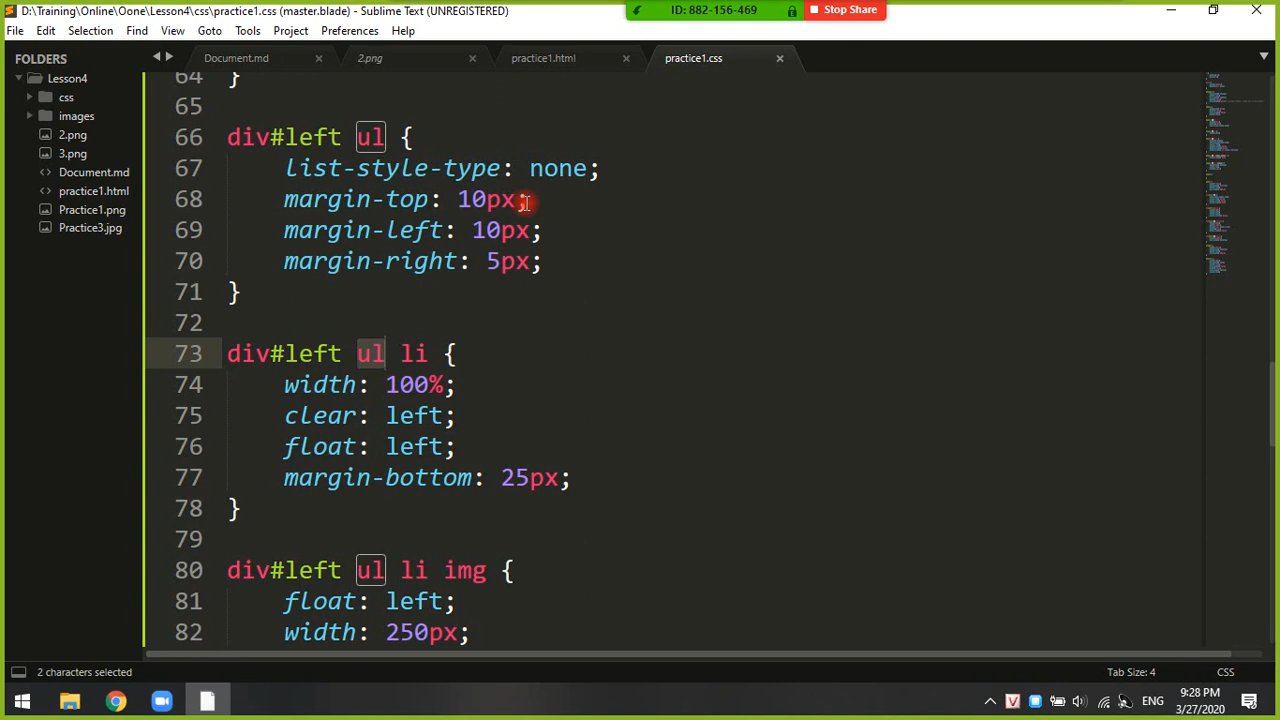 D:\Training\Online\Oone\Lesson4\css\practice1.css (master.blade) - Sublime Text (UNREGISTERED)
ID: 882-156-469
Stop Share
File Edit Selection Find View Goto Tools Project Preferences Help
FOLDERS
Lesson4
css
images
2.png
3.png
Document.md
practice1.html
Practice1.png
Practice3.jpg
Document.md 2.png practice1.html practice1.css
64 }
65
66 div#left ul {
67 list-style-type: none;
68 margin-top: 10px;
69 margin-left: 10px;
70 margin-right: 5px;
71 }
72
73 div#left ul li {
74 width: 100%;
75 clear: left;
76 float: left;
77 margin-bottom: 25px;
78 }
79
80 div#left ul li img {
81 float: left;
82 width: 250px;
2 characters selected
Tab Size: 4 CSS
ENG
9:28 PM
3/27/2020